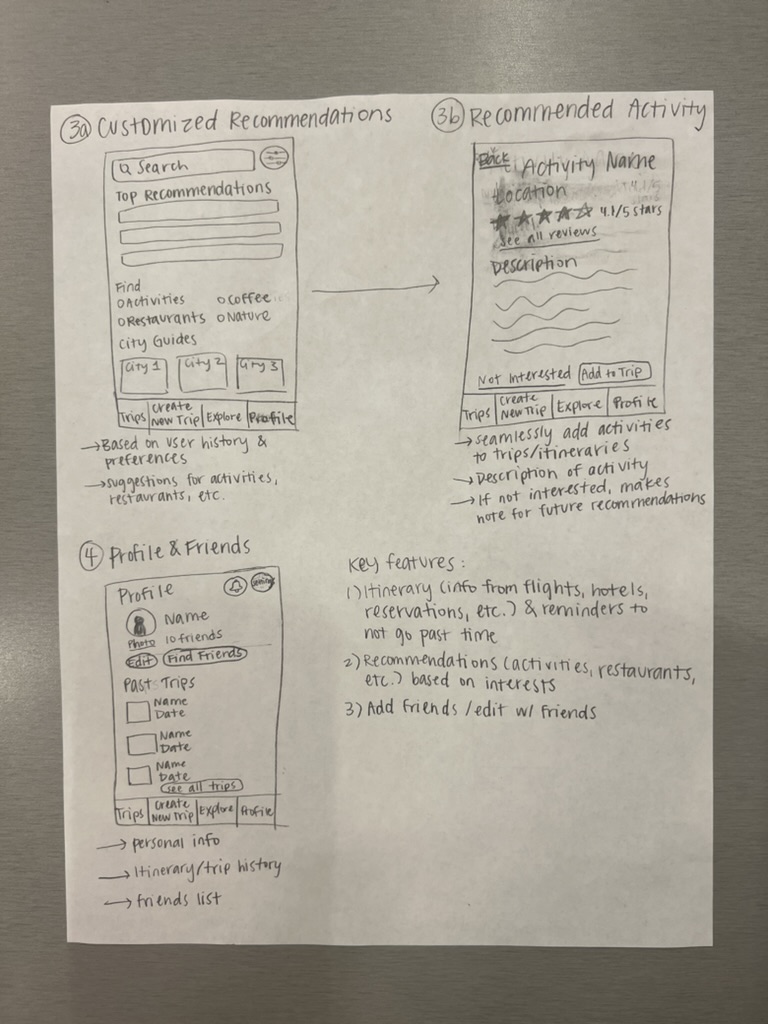 3a Customized Recommendations
Search
Top Recommendations
Find
Activities
Coffee
Restaurants
Nature
City Guides
City 1
City 2
City 3
Trips
Create New Trip
Explore
Profile
→Based on user history &
preferences
→suggestions for activities,
restaurants, etc.
3b Recommended Activity
Back
Activity Name
Location
4.1/5 stars
See all reviews
Description
Not Interested
Add to Trip
Trips
Create New Trip
Explore
Profile
→seamlessly add activities
to trips/itineraries
→Description of activity
→If not interested, makes
note for future recommendations
4 Profile & Friends
Profile
Settings
Name
Photo
10 friends
Edit
Find Friends
Past Trips
Name
Date
Name
Date
Name
Date
see all trips
Trips
Create New Trip
Explore
Profile
→ personal info
→ Itinerary/trip history
→ friends list
Key features:
1) Itinerary (info from flights, hotels,
reservations, etc.) & reminders to
not go past time
2) Recommendations (activities, restaurants,
etc.) based on interests
3) Add friends/edit w/ friends